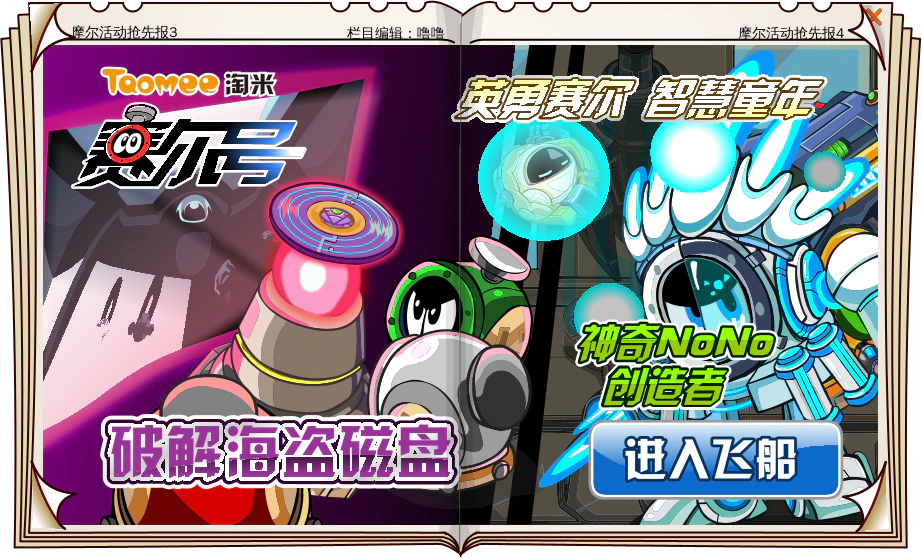 摩尔活动抢先报3
栏目编辑：噜噜
Taomee 淘米
赛尔号
破解海盗磁盘
摩尔活动抢先报4
英勇赛尔 智慧童年
神奇NoNo
创造者
进入飞船